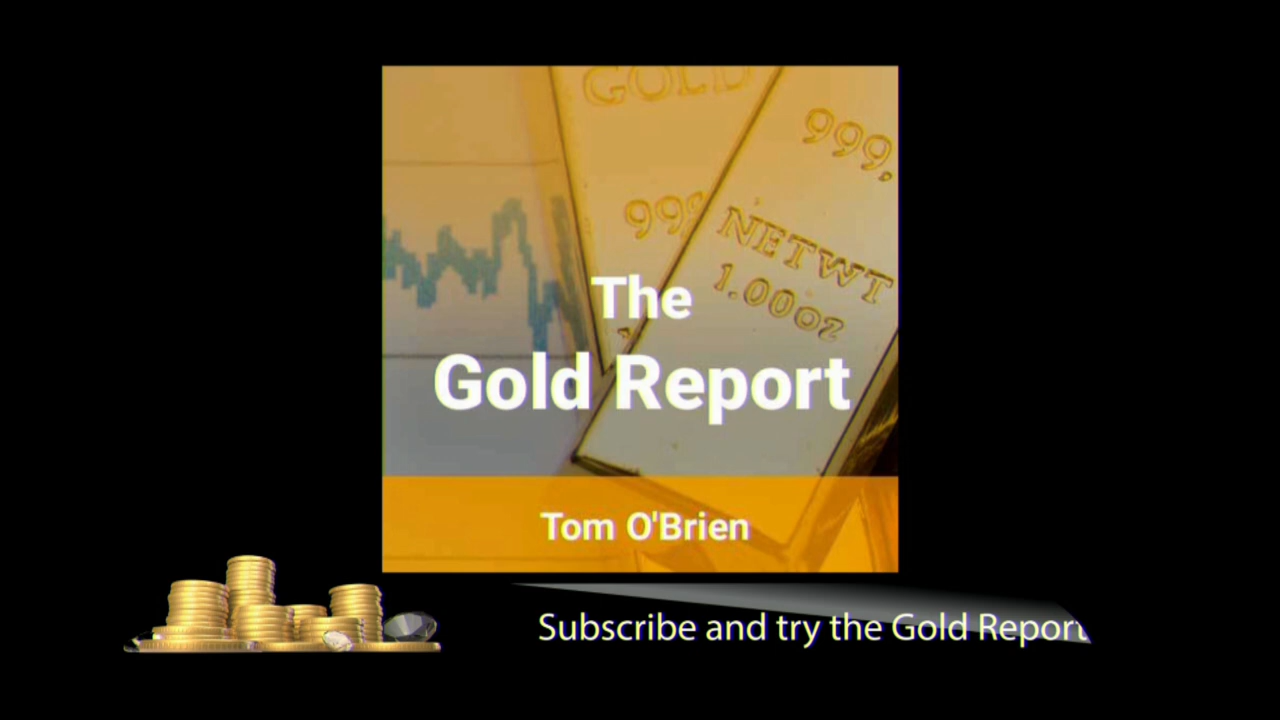 GOLD
999.
999
NETWT
1.00oz
The
Gold Report
Tom O'Brien
Subscribe and try the Gold Report